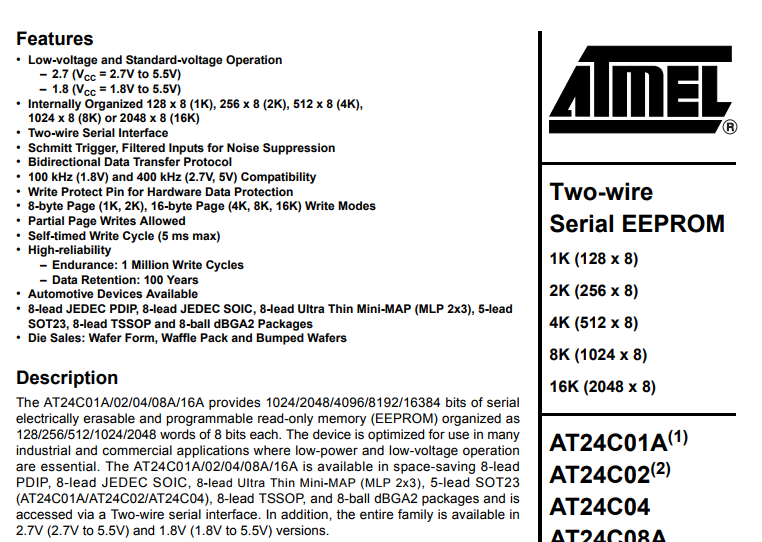 Features
• Low-voltage and Standard-voltage Operation
– 2.7 (VCC = 2.7V to 5.5V)
– 1.8 (VCC = 1.8V to 5.5V)
• Internally Organized 128 x 8 (1K), 256 x 8 (2K), 512 x 8 (4K),
1024 x 8 (8K) or 2048 x 8 (16K)
• Two-wire Serial Interface
• Schmitt Trigger, Filtered Inputs for Noise Suppression
• Bidirectional Data Transfer Protocol
• 100 kHz (1.8V) and 400 kHz (2.7V, 5V) Compatibility
• Write Protect Pin for Hardware Data Protection
• 8-byte Page (1K, 2K), 16-byte Page (4K, 8K, 16K) Write Modes
• Partial Page Writes Allowed
• Self-timed Write Cycle (5 ms max)
• High-reliability
– Endurance: 1 Million Write Cycles
– Data Retention: 100 Years
• Automotive Devices Available
• 8-lead JEDEC PDIP, 8-lead JEDEC SOIC, 8-lead Ultra Thin Mini-MAP (MLP 2x3), 5-lead
SOT23, 8-lead TSSOP and 8-ball dBGA2 Packages
• Die Sales: Wafer Form, Waffle Pack and Bumped Wafers
Description
The AT24C01A/02/04/08A/16A provides 1024/2048/4096/8192/16384 bits of serial
electrically erasable and programmable read-only memory (EEPROM) organized as
128/256/512/1024/2048 words of 8 bits each. The device is optimized for use in many
industrial and commercial applications where low-power and low-voltage operation
are essential. The AT24C01A/02/04/08A/16A is available in space-saving 8-lead
PDIP, 8-lead JEDEC SOIC, 8-lead Ultra Thin Mini-MAP (MLP 2x3), 5-lead SOT23
(AT24C01A/AT24C02/AT24C04), 8-lead TSSOP, and 8-ball dBGA2 packages and is
accessed via a Two-wire serial interface. In addition, the entire family is available in
2.7V (2.7V to 5.5V) and 1.8V (1.8V to 5.5V) versions.
ATMEL®
Two-wire
Serial EEPROM
1K (128 x 8)
2K (256 x 8)
4K (512 x 8)
8K (1024 x 8)
16K (2048 x 8)
AT24C01A(1)
AT24C02(2)
AT24C04
AT24C08A